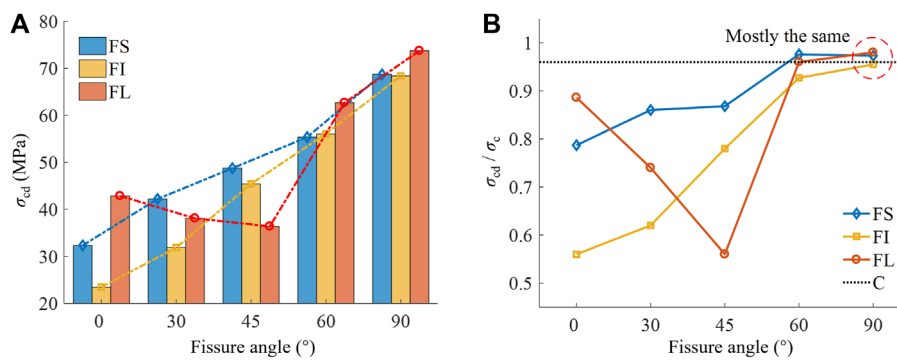 A
80
70
60
50
40
30
20
σcd (MPa)
FS
FI
FL
0 30 45 60 90
Fissure angle (°)
B
Mostly the same
1
0.9
0.8
0.7
0.6
0.5
σcd / σc
FS
FI
FL
C
0 30 45 60 90
Fissure angle (°)